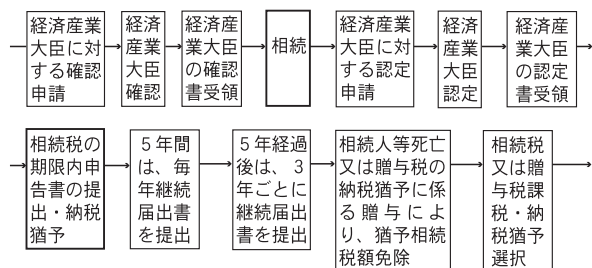 経済産業
大臣に対
する確認
申請
経済
産業
大臣
確認
経済産
業大臣
の確認
書受領
相続
経済産業
大臣に対
する認定
申請
経済
産業
大臣
認定
経済産
業大臣
の認定
書受領
相続税の
期限内申
告書の提
出・納税
猶予
5年間
は、毎
年継続
届出書
を提出
5年経過
後は、3
年ごとに
継続届出
書を提出
相続人等死亡
又は贈与税の
納税猶予に係
る贈与によ
り、猶予相続
税額免除
相続税
又は贈
与税課
税・納
税猶予
選択